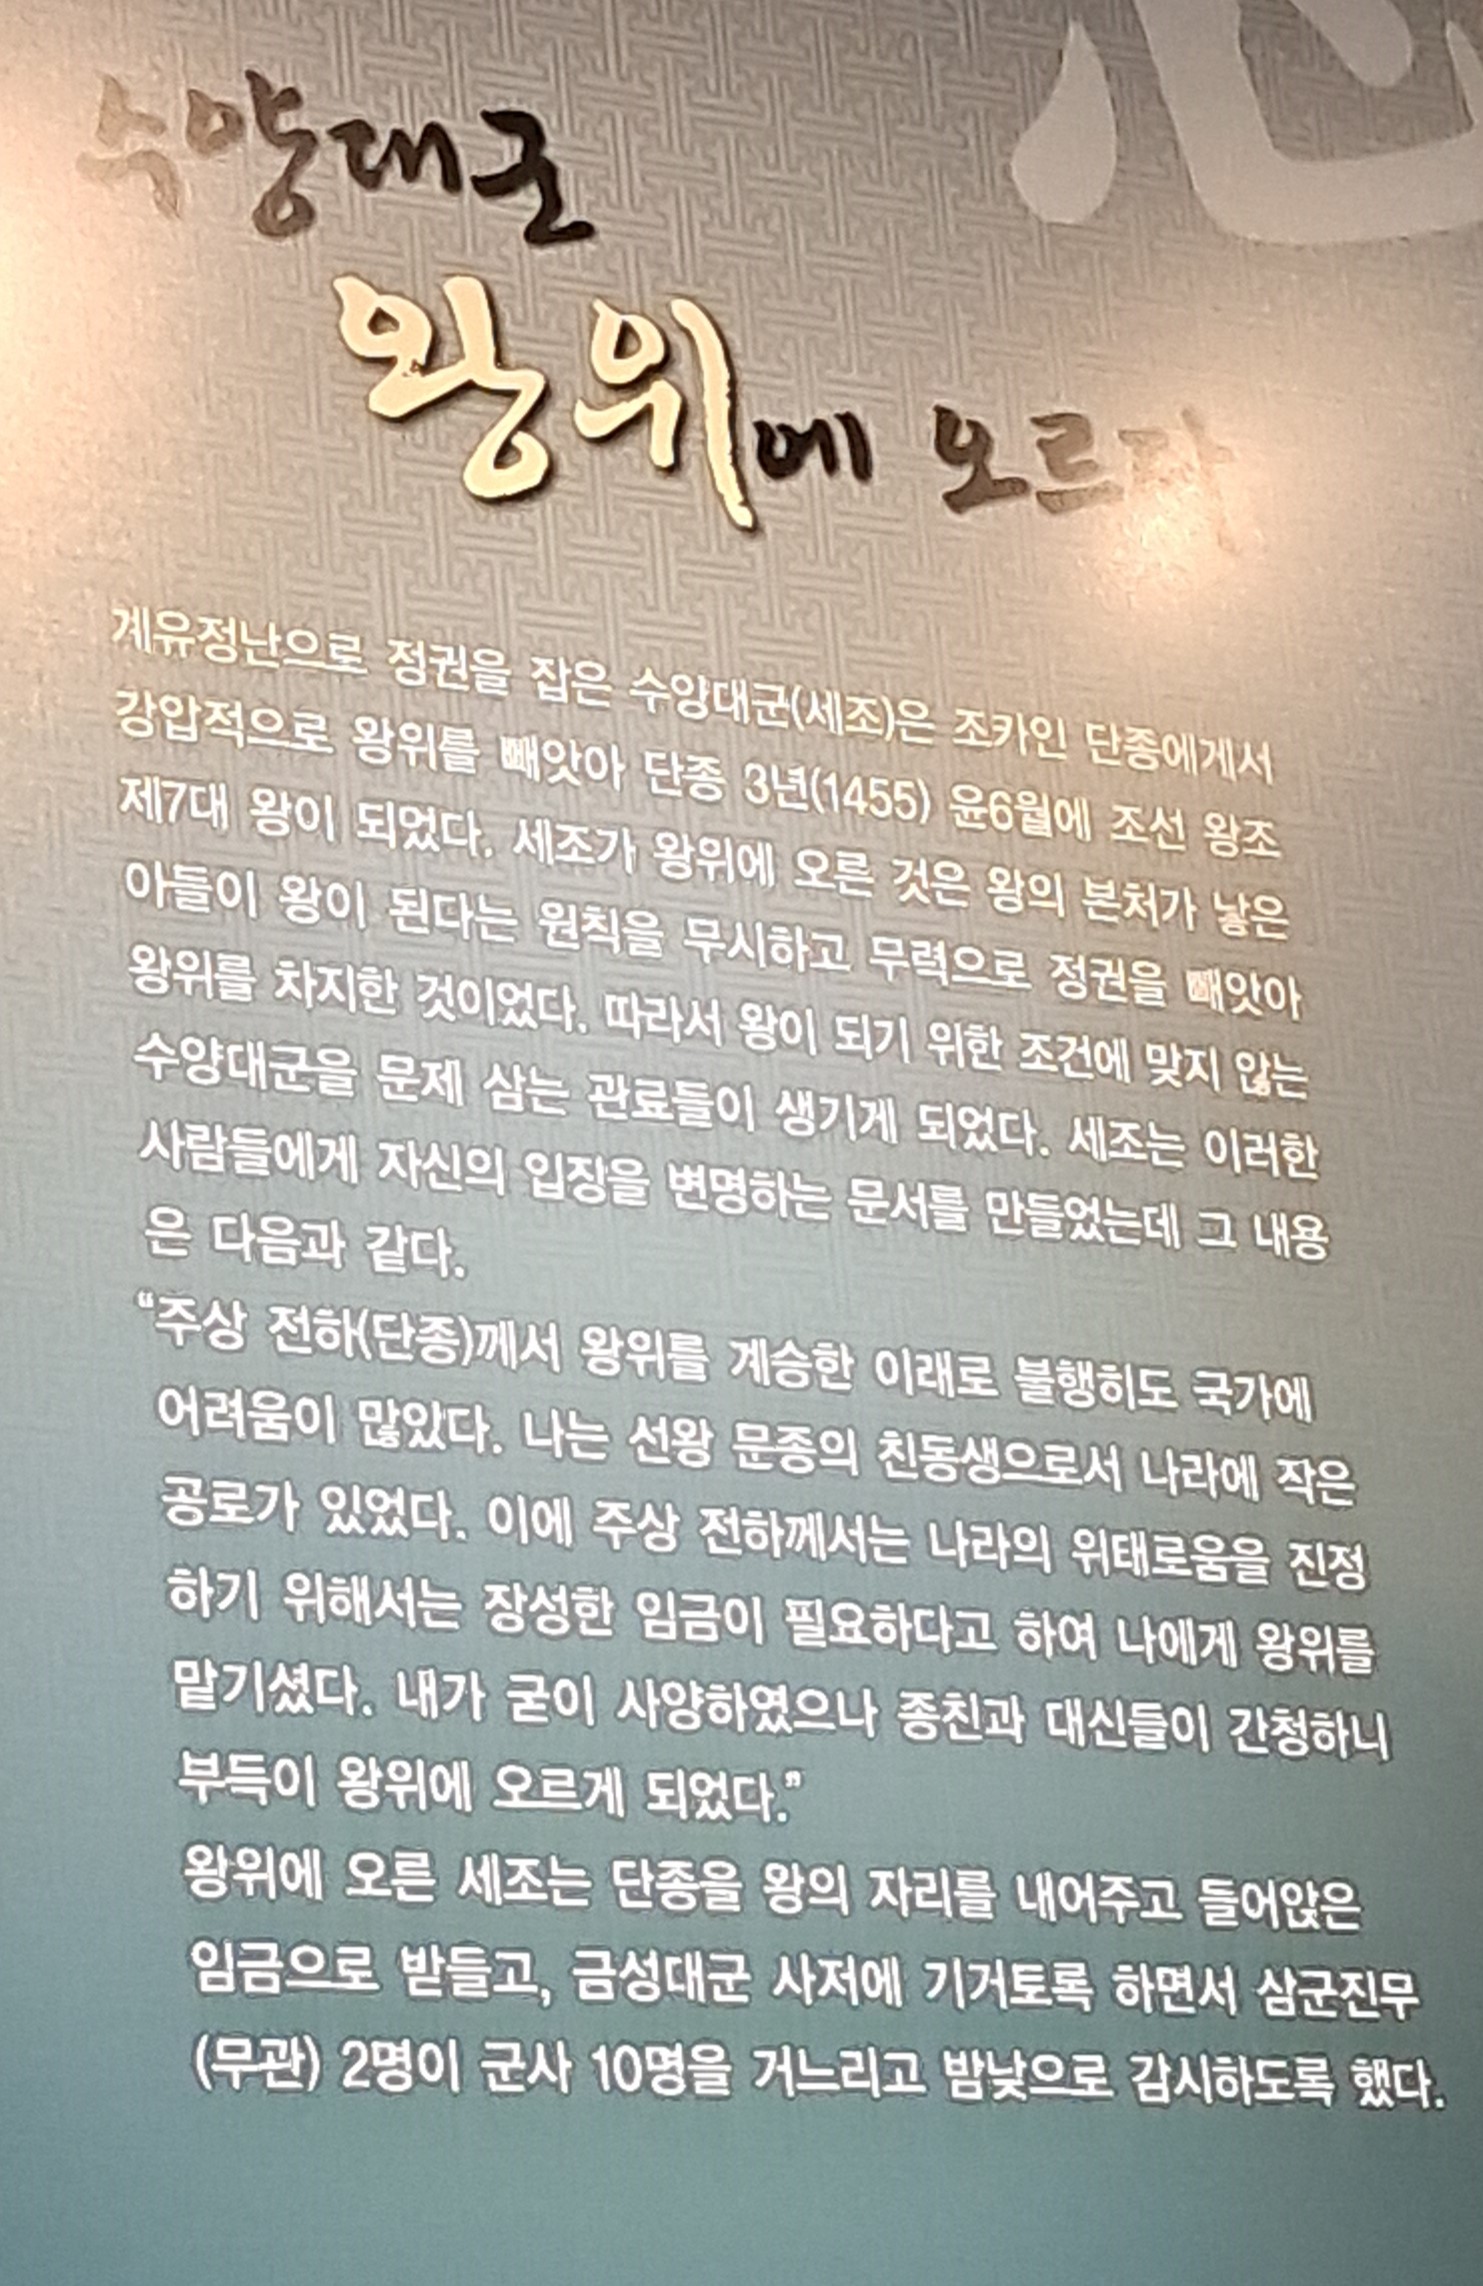 수양대군
왕위에 오르다
계유정난으로 정권을 잡은 수양대군(세조)은 조카인 단종에게서
강압적으로 왕위를 빼앗아 단종 3년(1455) 윤6월에 조선 왕조
제7대 왕이 되었다. 세조가 왕위에 오른 것은 왕의 본처가 낳은
아들이 왕이 된다는 원칙을 무시하고 무력으로 정권을 빼앗아
왕위를 차지한 것이었다. 따라서 왕이 되기 위한 조건에 맞지 않는
수양대군을 문제 삼는 관료들이 생기게 되었다. 세조는 이러한
사람들에게 자신의 입장을 변명하는 문서를 만들었는데 그 내용
은 다음과 같다.
“주상 전하(단종)께서 왕위를 계승한 이래로 불행히도 국가에
어려움이 많았다. 나는 선왕 문종의 친동생으로서 나라에 작은
공로가 있었다. 이에 주상 전하께서는 나라의 위태로움을 진정
하기 위해서는 장성한 임금이 필요하다고 하여 나에게 왕위를
맡기셨다. 내가 굳이 사양하였으나 종친과 대신들이 간청하니
부득이 왕위에 오르게 되었다.”
왕위에 오른 세조는 단종을 왕의 자리를 내어주고 들어앉은
임금으로 받들고, 금성대군 사저에 기거토록 하면서 삼군진무
(무관) 2명이 군사 10명을 거느리고 밤낮으로 감시하도록 했다.